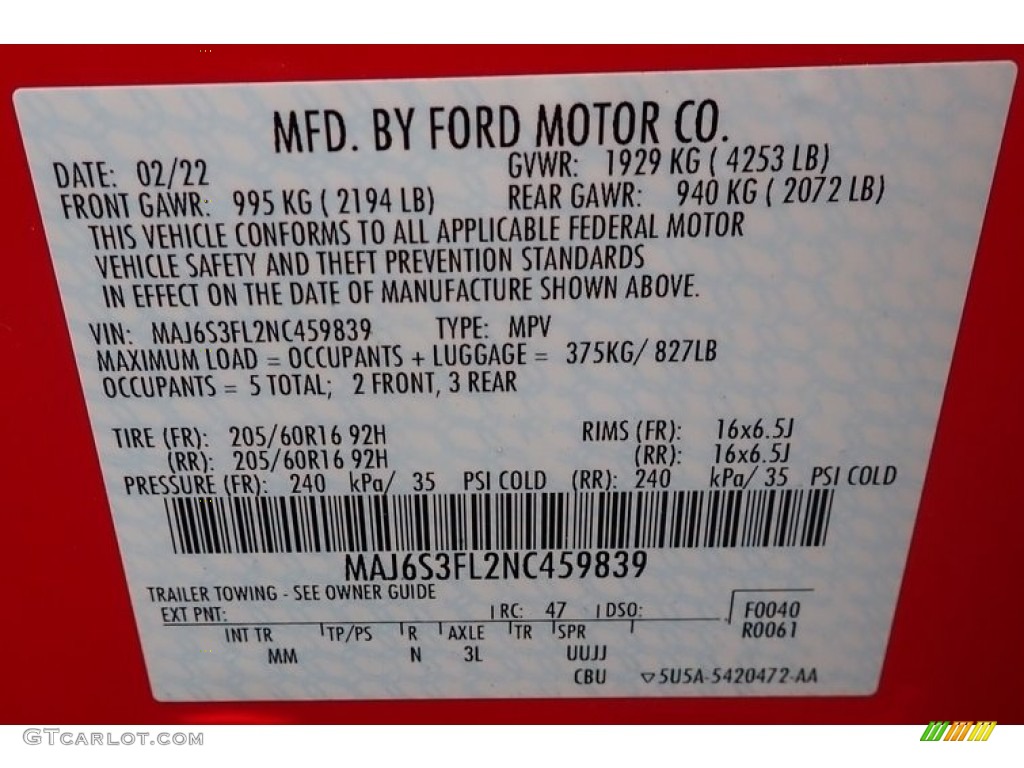 MFD. BY FORD MOTOR CO.
DATE: 02/22 GVWR: 1929 KG ( 4253 LB)
FRONT GAWR: 995 KG ( 2194 LB) REAR GAWR: 940 KG ( 2072 LB)
THIS VEHICLE CONFORMS TO ALL APPLICABLE FEDERAL MOTOR
VEHICLE SAFETY AND THEFT PREVENTION STANDARDS
IN EFFECT ON THE DATE OF MANUFACTURE SHOWN ABOVE.
VIN: MAJ6S3FL2NC459839 TYPE: MPV
MAXIMUM LOAD = OCCUPANTS + LUGGAGE = 375KG/ 827LB
OCCUPANTS = 5 TOTAL; 2 FRONT, 3 REAR
TIRE (FR): 205/60R16 92H RIMS (FR): 16x6.5J
(RR): 205/60R16 92H (RR): 16x6.5J
PRESSURE (FR): 240 kPa/ 35 PSI COLD (RR): 240 kPa/ 35 PSI COLD
MAJ6S3FL2NC459839
TRAILER TOWING - SEE OWNER GUIDE
EXT PNT: RC: 47 DSO: F0040
R0061
INT TR TP/PS R AXLE TR SPR
MM N 3L UUJJ
CBU ▽5U5A-5420472-AA
GTCARLOT.COM